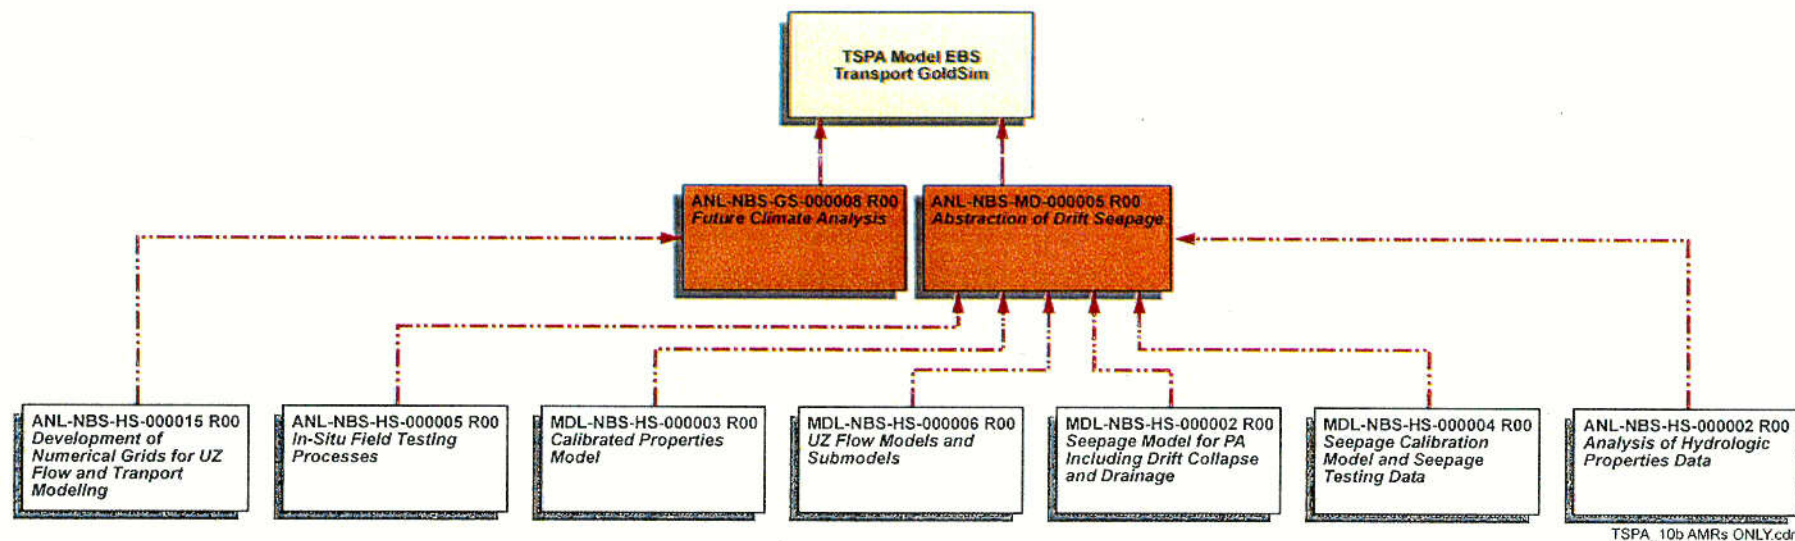 TSPA Model EBS
Transport GoldSim
ANL-NBS-GS-000008 R00
Future Climate Analysis
ANL-NBS-MD-000005 R00
Abstraction of Drift Seepage
ANL-NBS-HS-000015 R00
Development of
Numerical Grids for UZ
Flow and Tranport
Modeling
ANL-NBS-HS-000005 R00
In-Situ Field Testing
Processes
MDL-NBS-HS-000003 R00
Calibrated Properties
Model
MDL-NBS-HS-000006 R00
UZ Flow Models and
Submodels
MDL-NBS-HS-000002 R00
Seepage Model for PA
Including Drift Collapse
and Drainage
MDL-NBS-HS-000004 R00
Seepage Calibration
Model and Seepage
Testing Data
ANL-NBS-HS-000002 R00
Analysis of Hydrologic
Properties Data
TSPA_10b AMRs ONLY.cdr